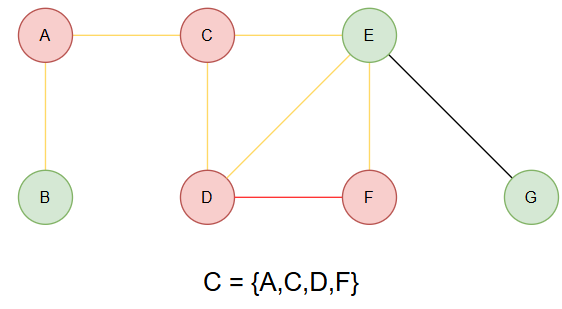 A C E
B D F G
C = {A,C,D,F}